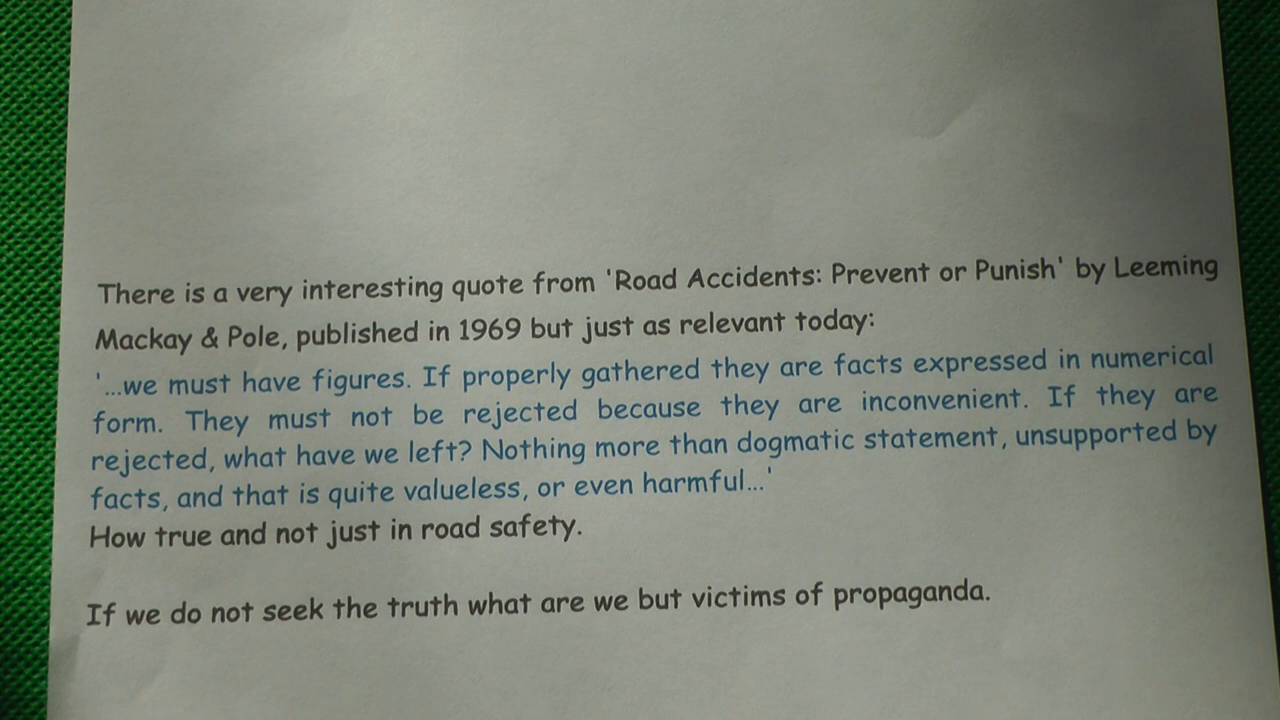 There is a very interesting quote from 'Road Accidents: Prevent or Punish' by Leeming
Mackay & Pole, published in 1969 but just as relevant today:
'...we must have figures. If properly gathered they are facts expressed in numerical
form. They must not be rejected because they are inconvenient. If they are
rejected, what have we left? Nothing more than dogmatic statement, unsupported by
facts, and that is quite valueless, or even harmful...'
How true and not just in road safety.
If we do not seek the truth what are we but victims of propaganda.